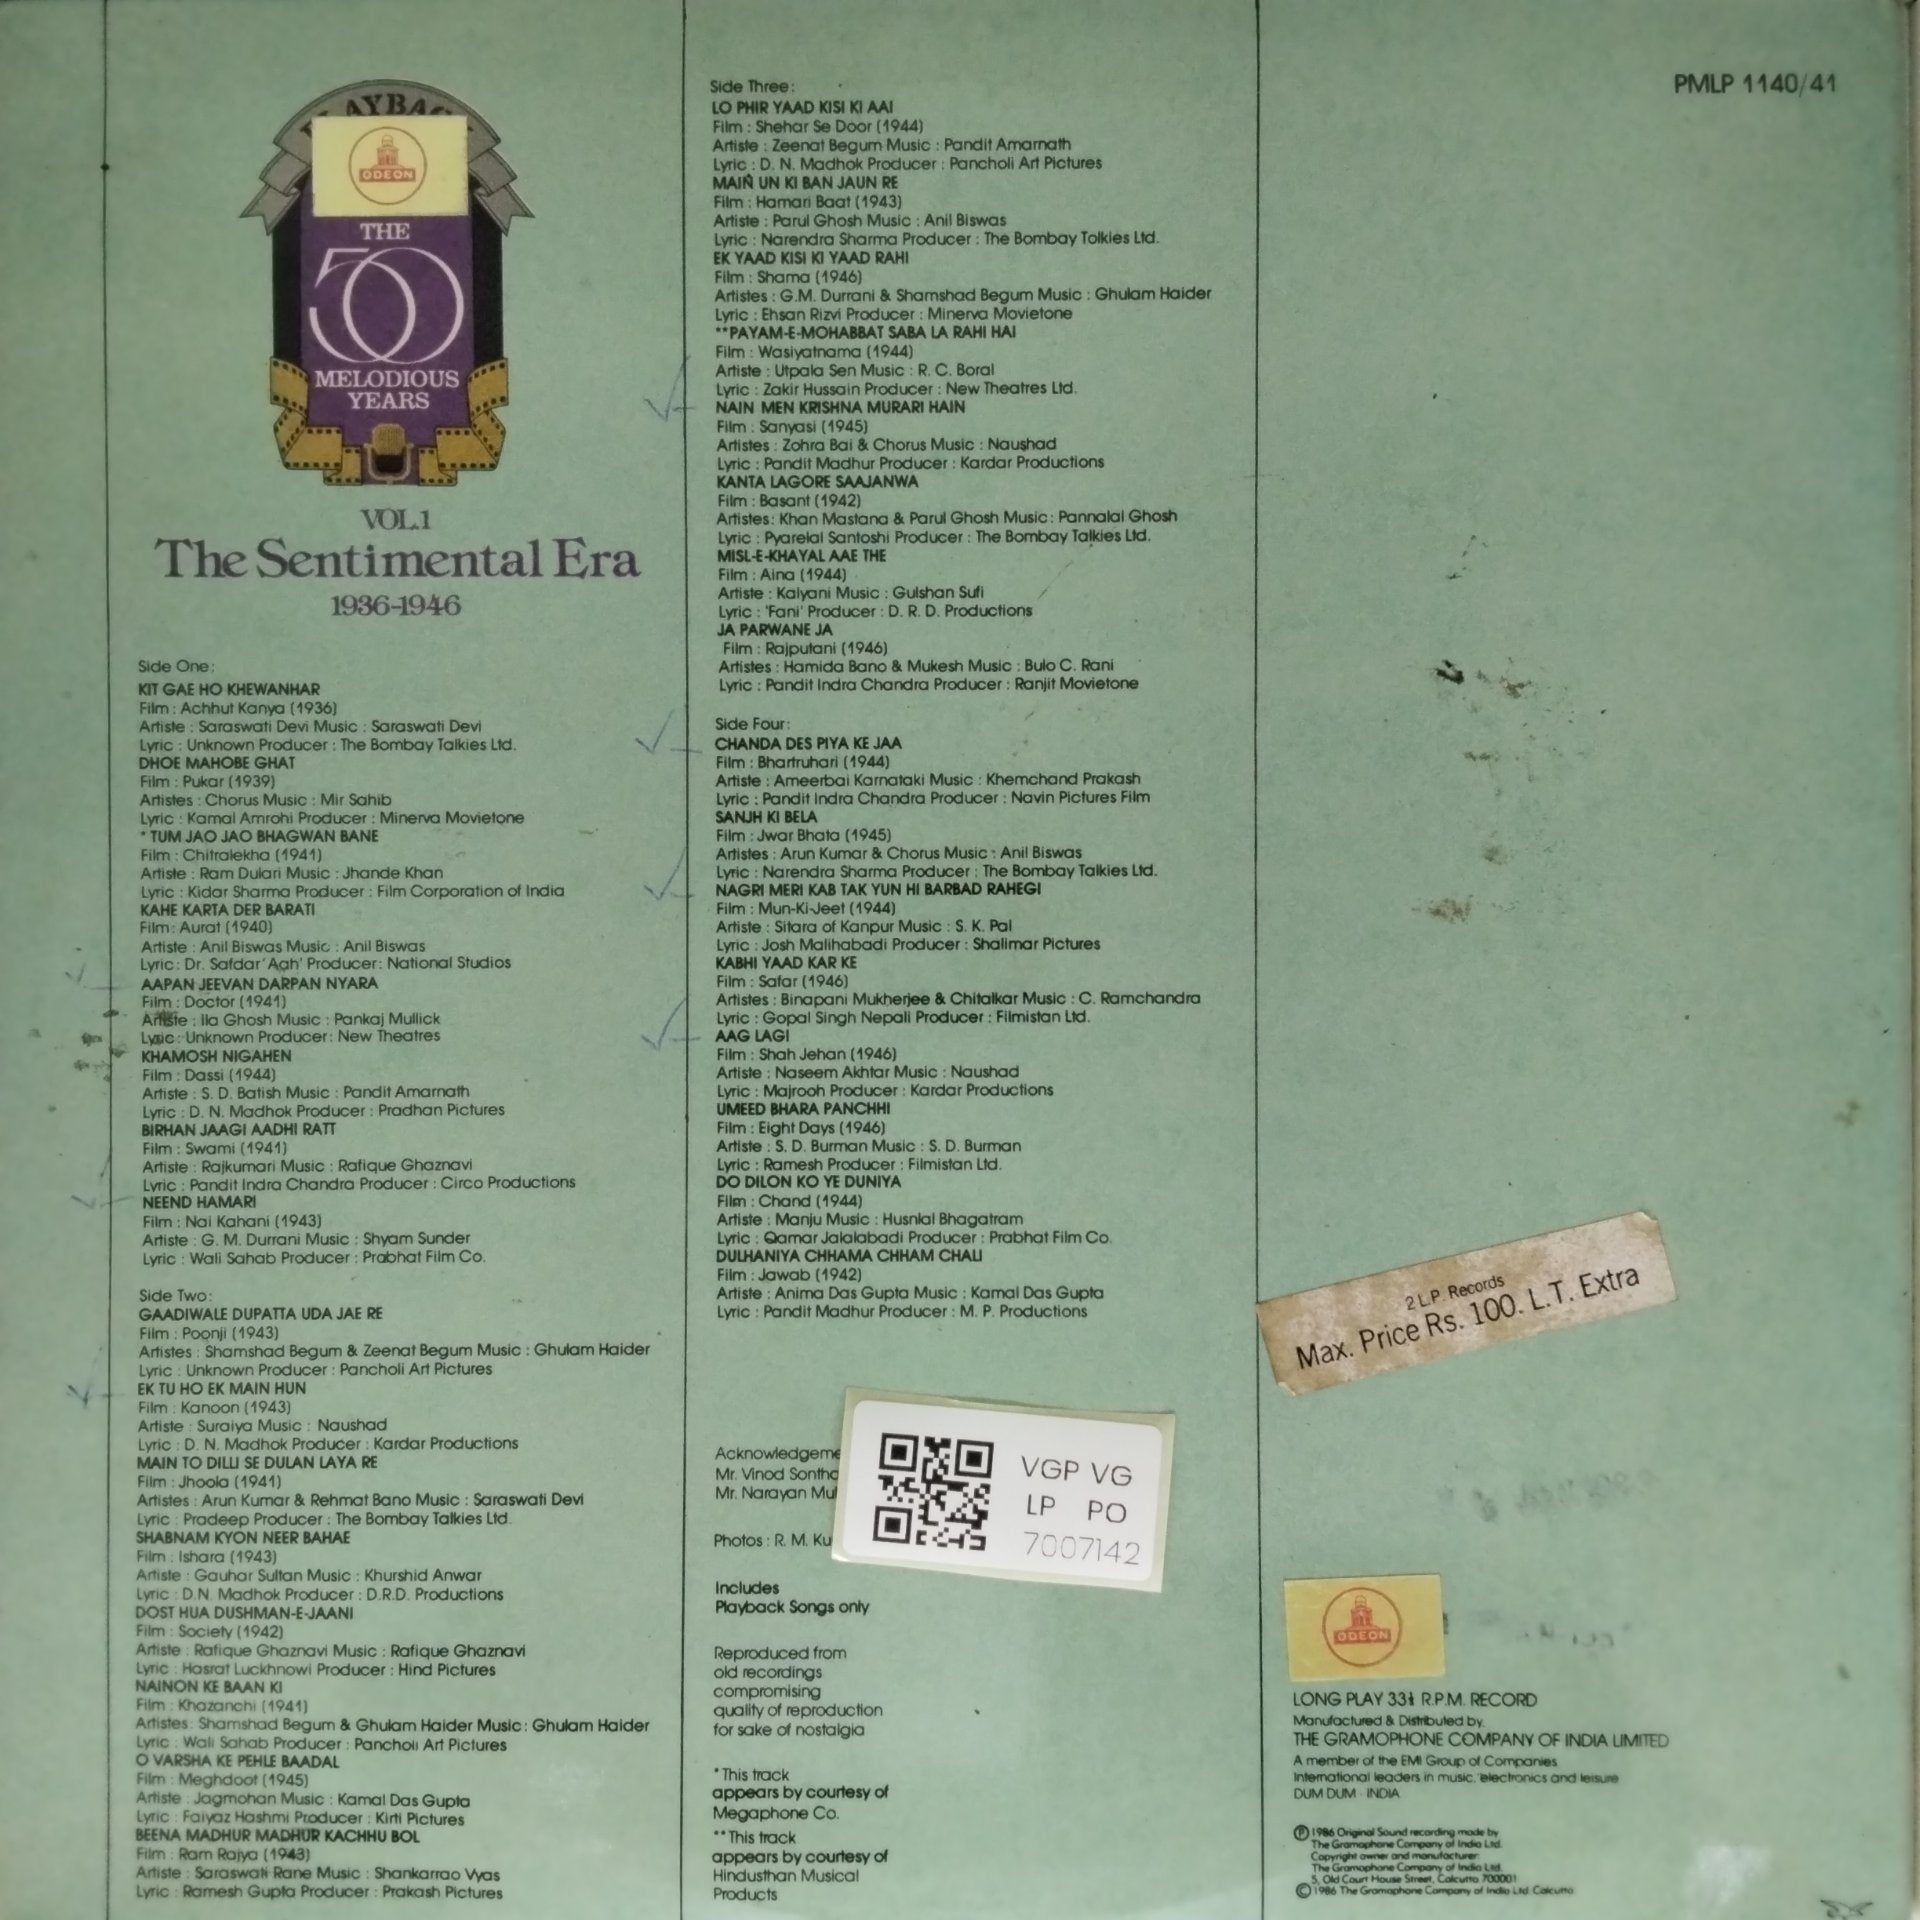 PLAYBACK
ODEON
THE
50
MELODIOUS
YEARS
VOL.1
The Sentimental Era
1936-1946
Side One:
KIT GAE HO KHEWANHAR
Film : Achhut Kanya (1936)
Artiste : Saraswati Devi Music : Saraswati Devi
Lyric : Unknown Producer : The Bombay Talkies Ltd.
DHOE MAHOBE GHAT
Film : Pukar (1939)
Artistes : Chorus Music : Mir Sahib
Lyric : Kamal Amrohi Producer : Minerva Movietone
* TUM JAO JAO BHAGWAN BANE
Film : Chitralekha (1941)
Artiste : Ram Dulari Music : Jhande Khan
Lyric : Kidar Sharma Producer : Film Corporation of India
KAHE KARTA DER BARATI
Film : Aurat (1940)
Artiste : Anil Biswas Music : Anil Biswas
Lyric : Dr. Safdar 'Aah' Producer: National Studios
AAPAN JEEVAN DARPAN NYARA
Film : Doctor (1941)
Artiste : Ila Ghosh Music : Pankaj Mullick
Lyric : Unknown Producer: New Theatres
KHAMOSH NIGAHEN
Film : Dassi (1944)
Artiste : S. D. Batish Music : Pandit Amarnath
Lyric : D. N. Madhok Producer : Pradhan Pictures
BIRHAN JAAGI AADHI RATT
Film : Swami (1941)
Artiste : Rajkumari Music : Rafique Ghaznavi
Lyric : Pandit Indra Chandra Producer : Circo Productions
NEEND HAMARI
Film : Nai Kahani (1943)
Artiste : G. M. Durrani Music : Shyam Sunder
Lyric : Wali Sahab Producer : Prabhat Film Co.
Side Two:
GAADIWALE DUPATTA UDA JAE RE
Film : Poonji (1943)
Artistes : Shamshad Begum & Zeenat Begum Music : Ghulam Haider
Lyric : Unknown Producer : Pancholi Art Pictures
EK TU HO EK MAIN HUN
Film : Kanoon (1943)
Artiste : Suraiya Music : Naushad
Lyric : D. N. Madhok Producer : Kardar Productions
MAIN TO DILLI SE DULAN LAYA RE
Film : Jhoola (1941)
Artistes : Arun Kumar & Rehmat Bano Music : Saraswati Devi
Lyric : Pradeep Producer : The Bombay Talkies Ltd.
SHABNAM KYON NEER BAHAE
Film : Ishara (1943)
Artiste : Gauhar Sultan Music : Khurshid Anwar
Lyric : D.N. Madhok Producer : D.R.D. Productions
DOST HUA DUSHMAN-E-JAANI
Film : Society (1942)
Artiste : Rafique Ghaznavi Music : Rafique Ghaznavi
Lyric : Hasrat Luckhnowi Producer : Hind Pictures
NAINON KE BAAN KI
Film : Khazanchi (1941)
Artistes: Shamshad Begum & Ghulam Haider Music: Ghulam Haider
Lyric : Wali Sahab Producer : Pancholi Art Pictures
O VARSHA KE PEHLE BAADAL
Film : Meghdoot (1945)
Artiste : Jagmohan Music : Kamal Das Gupta
Lyric : Faiyaz Hashmi Producer : Kirti Pictures
BEENA MADHUR MADHUR KACHHU BOL
Film : Ram Rajya (1943)
Artiste : Saraswati Rane Music : Shankarrao Vyas
Lyric : Ramesh Gupta Producer : Prakash Pictures
Side Three:
LO PHIR YAAD KISI KI AAI
Film : Shehar Se Door (1944)
Artiste : Zeenat Begum Music : Pandit Amarnath
Lyric : D. N. Madhok Producer : Pancholi Art Pictures
MAIN UN KI BAN JAUN RE
Film : Hamari Baat (1943)
Artiste : Parul Ghosh Music : Anil Biswas
Lyric : Narendra Sharma Producer : The Bombay Tolkies Ltd.
EK YAAD KISI KI YAAD RAHI
Film : Shama (1946)
Artistes : G.M. Durrani & Shamshad Begum Music : Ghulam Haider
Lyric : Ehsan Rizvi Producer : Minerva Movietone
**PAYAM-E-MOHABBAT SABA LA RAHI HAI
Film : Wasiyatnama (1944)
Artiste : Utpala Sen Music : R. C. Boral
Lyric : Zakir Hussain Producer : New Theatres Ltd.
NAIN MEN KRISHNA MURARI HAIN
Film : Sanyasi (1945)
Artistes : Zohra Bai & Chorus Music : Naushad
Lyric : Pandit Madhur Producer : Kardar Productions
KANTA LAGORE SAAJANWA
Film : Basant (1942)
Artistes: Khan Mastana & Parul Ghosh Music: Pannalal Ghosh
Lyric : Pyarelal Santoshi Producer : The Bombay Talkies Ltd.
MISL-E-KHAYAL AAE THE
Film : Aina (1944)
Artiste : Kalyani Music : Gulshan Sufi
Lyric : 'Fani' Producer : D. R. D. Productions
JA PARWANE JA
Film : Rajputani (1946)
Artistes : Hamida Bano & Mukesh Music : Bulo C. Rani
Lyric : Pandit Indra Chandra Producer : Ranjit Movietone
Side Four:
CHANDA DES PIYA KE JAA
Film : Bhartruhari (1944)
Artiste : Ameerbai Karnataki Music : Khemchand Prakash
Lyric : Pandit Indra Chandra Producer : Navin Pictures Film
SANJH KI BELA
Film : Jwar Bhata (1945)
Artistes : Arun Kumar & Chorus Music : Anil Biswas
Lyric : Narendra Sharma Producer : The Bombay Talkies Ltd.
NAGRI MERI KAB TAK YUN HI BARBAD RAHEGI
Film : Mun-Ki-Jeet (1944)
Artiste : Sitara of Kanpur Music : S. K. Pal
Lyric : Josh Malihabadi Producer : Shalimar Pictures
KABHI YAAD KAR KE
Film : Safar (1946)
Artistes : Binapani Mukherjee & Chitalkar Music : C. Ramchandra
Lyric : Gopal Singh Nepali Producer : Filmistan Ltd.
AAG LAGI
Film : Shah Jehan (1946)
Artiste : Naseem Akhtar Music : Naushad
Lyric : Majrooh Producer : Kardar Productions
UMEED BHARA PANCHHI
Film : Eight Days (1946)
Artiste : S. D. Burman Music : S. D. Burman
Lyric : Ramesh Producer : Filmistan Ltd.
DO DILON KO YE DUNIYA
Film : Chand (1944)
Artiste : Manju Music : Husnlal Bhagatram
Lyric : Qamar Jalalabadi Producer : Prabhat Film Co.
DULHANIYA CHHAMA CHHAM CHALI
Film : Jawab (1942)
Artiste : Anima Das Gupta Music : Kamal Das Gupta
Lyric : Pandit Madhur Producer : M. P. Productions
Acknowledgeme
Mr. Vinod Sontha
Mr. Narayan Mul
Photos : R. M. Ku
VGP VG
LP PO
7007142
Includes
Playback Songs only
Reproduced from
old recordings
compromising
quality of reproduction
for sake of nostalgia
*This track
appears by courtesy of
Megaphone Co.
**This track
appears by courtesy of
Hindusthan Musical
Products
PMLP 1140/41
2 L.P. Records
Max. Price Rs. 100. L.T. Extra
ODEON
LONG PLAY 33⅓ R.P.M. RECORD
Manufactured & Distributed by
THE GRAMOPHONE COMPANY OF INDIA LIMITED
A member of the EMI Group of Companies
International leaders in music, electronics and leisure
DUM DUM · INDIA
Ⓟ 1986 Original Sound recording made by
The Gramophone Company of India Ltd.
Copyright owner and manufacturer:
The Gramophone Company of India Ltd.
5, Old Court House Street, Calcutta 700001
© 1986 The Gramophone Company of India Ltd. Calcutta